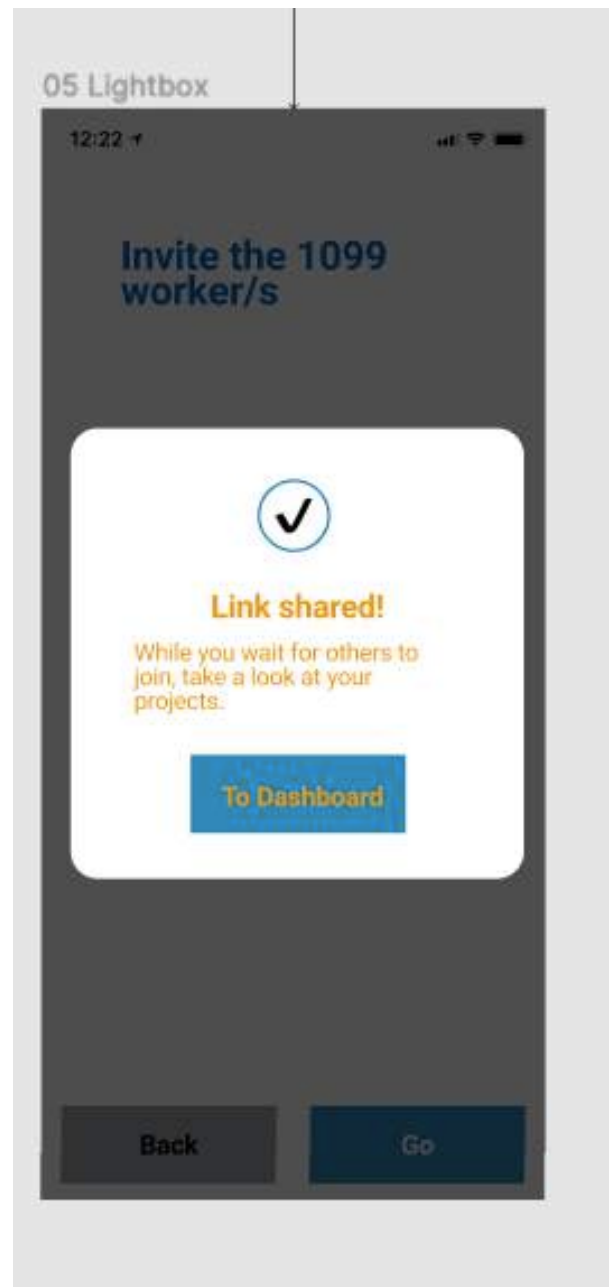 05 Lightbox
12:22
Invite the 1099
worker/s
Link shared!
While you wait for others to
join, take a look at your
projects.
To Dashboard
Back
Go